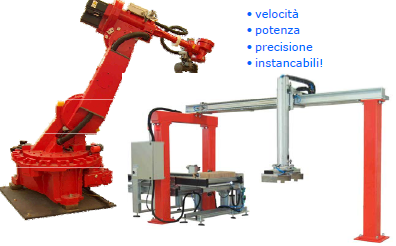 • velocità
• potenza
• precisione
• instancabili!